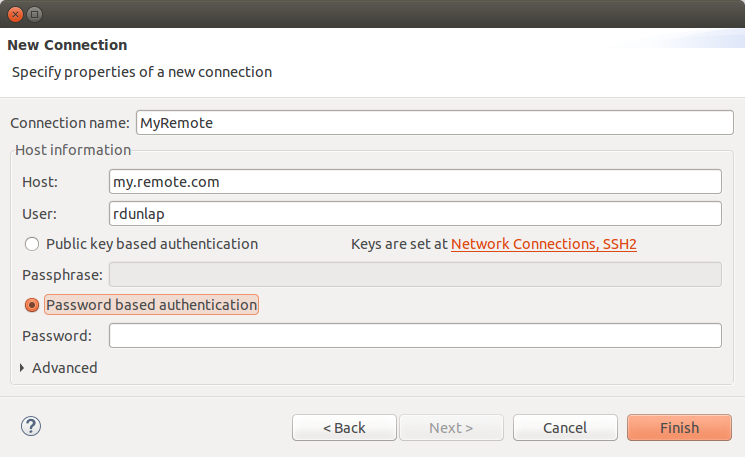 New Connection
Specify properties of a new connection
Connection name: MyRemote
Host information
Host: my.remote.com
User: rdunlap
Public key based authentication Keys are set at Network Connections, SSH2
Passphrase:
Password based authentication
Password:
Advanced
? < Back Next > Cancel Finish